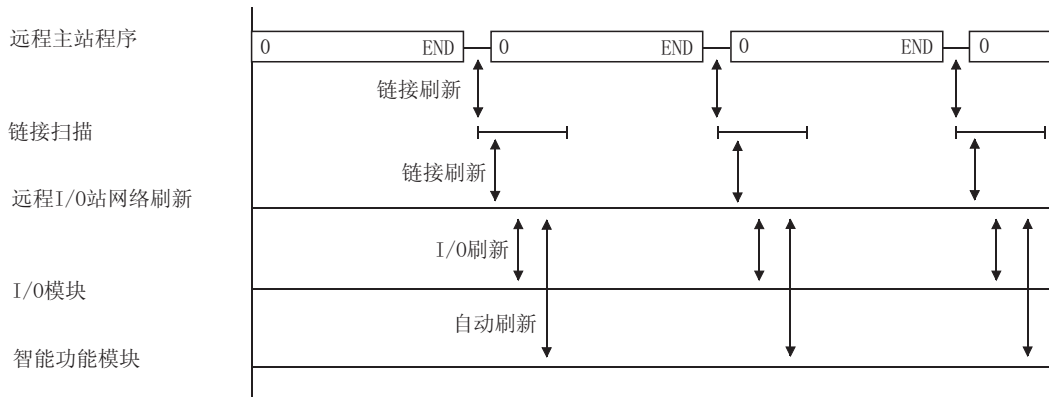 远程主站程序
0 END 0 END 0 END 0
链接刷新
链接扫描
链接刷新
远程I/O站网络刷新
I/O刷新
I/O模块
自动刷新
智能功能模块